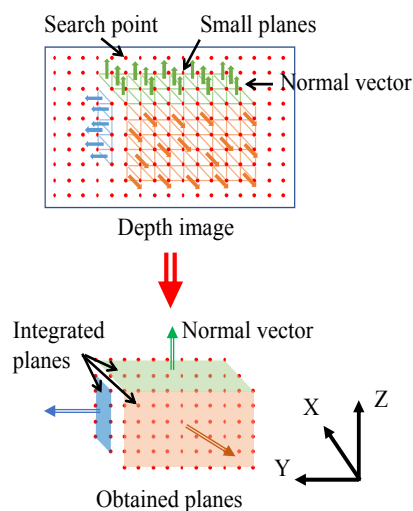 Search point
Small planes
Normal vector
Depth image
Integrated
planes
Normal vector
X
Z
Y
Obtained planes